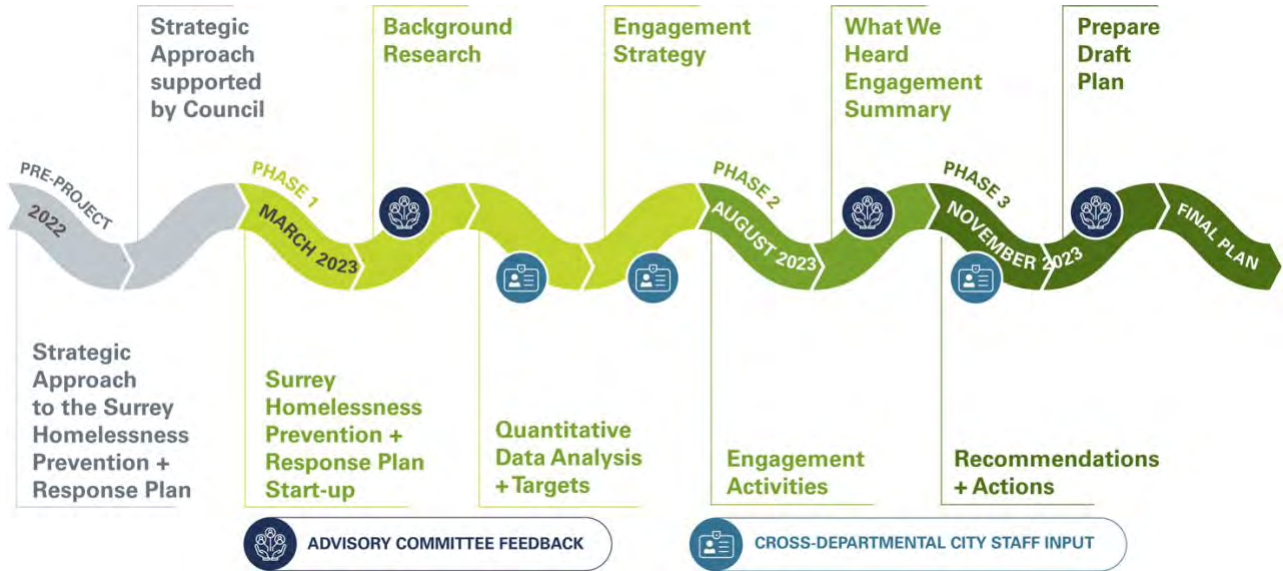 Strategic
Approach
supported
by Council
Background
Research
Engagement
Strategy
What We
Heard
Engagement
Summary
Prepare
Draft
Plan
PRE-PROJECT
2022
PHASE 1
MARCH 2023
PHASE 2
AUGUST 2023
PHASE 3
NOVEMBER 2023
FINAL PLAN
Strategic
Approach
to the Surrey
Homelessness
Prevention +
Response Plan
Surrey
Homelessness
Prevention +
Response Plan
Start-up
Quantitative
Data Analysis
+ Targets
Engagement
Activities
Recommendations
+ Actions
ADVISORY COMMITTEE FEEDBACK
CROSS-DEPARTMENTAL CITY STAFF INPUT